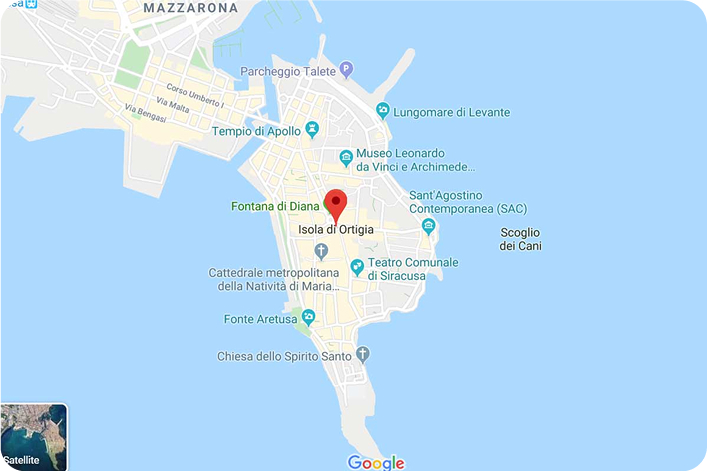 MAZZARONA
Parcheggio Talete
P
Corso Umberto I
Via Malta
Via Bengasi
Lungomare di Levante
Tempio di Apollo
Museo Leonardo
da Vinci e Archimede...
Sant'Agostino
Contemporanea (SAC)
Fontana di Diana
Isola di Ortigia
Scoglio
dei Cani
Cattedrale metropolitana
della Natività di Maria...
Teatro Comunale
di Siracusa
Fonte Aretusa
Chiesa dello Spirito Santo
Satellite
Google